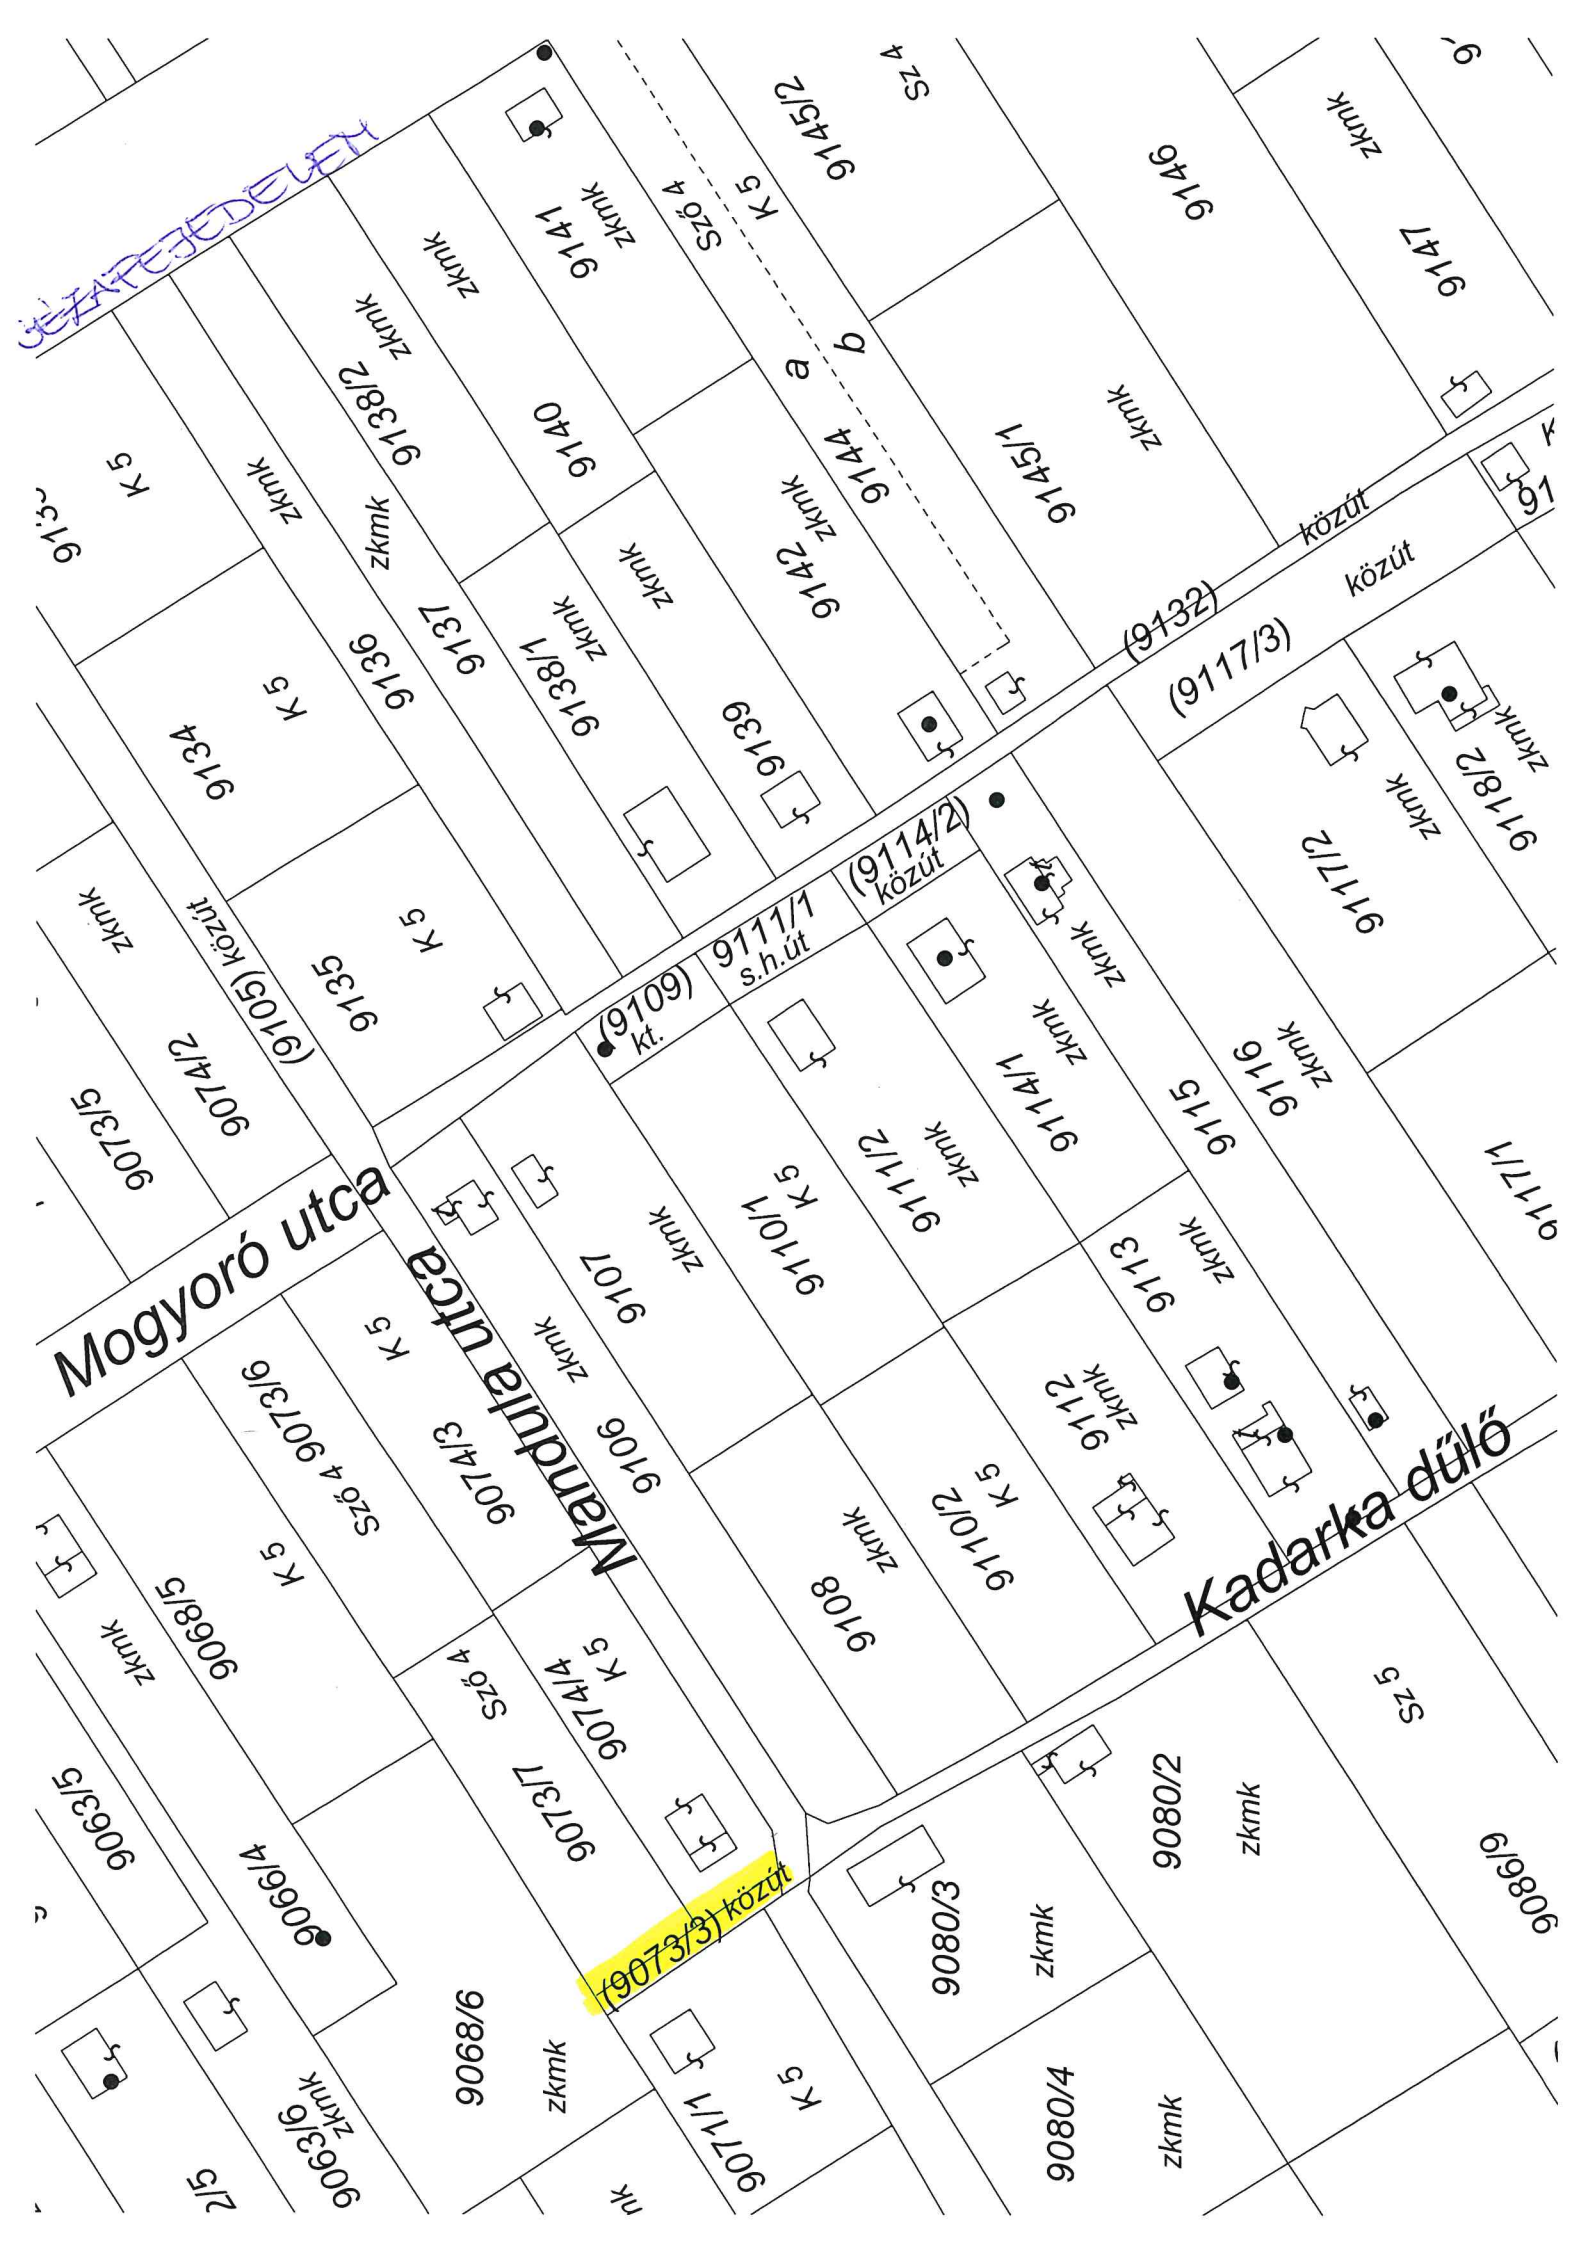 GÉZAFEJEDELEM
9145/2
Sz 4
9146
zkmk
9147
9141
zkmk
Sző 4
K 5
zkmk
9138/2
zkmk
9140
a
b
9144
9142
zkmk
9145/1
zkmk
K 5
zkmk
zkmk
9137
9136
9138/1
zkmk
zkmk
9139
közút
közút
(9132)
(9117/3)
91
9134
K 5
9135
K 5
(9105) közút
zkmk
9074/2
9073/5
(9109)
kt.
9111/1
s.h.út
(9114/2)
közút
zkmk
9118/2
zkmk
9117/2
zkmk
zkmk
9114/1
9115
9116
zkmk
9117/1
9111/2
zkmk
9110/1
K 5
9107
zkmk
Mogyoró utca
Mandula utca
9113
zkmk
9112
zkmk
9110/2
K 5
9108
zkmk
9106
zkmk
K 5
9074/3
9073/6
Sző 4
K 5
9068/5
zkmk
Kadarka dűlő
Sző 4
9073/7
9074/4
K 5
9063/5
9066/4
(9073/3) közút
9080/2
zkmk
Sz 5
9086/9
9080/3
zkmk
9068/6
zkmk
9071/1
K 5
9080/4
zkmk
9063/6
zkmk
2/5